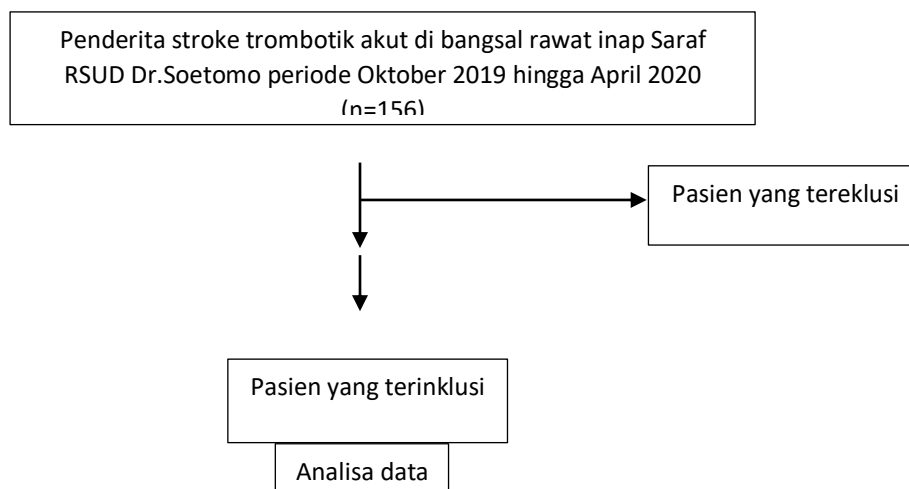 Penderita stroke trombotik akut di bangsal rawat inap Saraf
RSUD Dr.Soetomo periode Oktober 2019 hingga April 2020
(n=156)
Pasien yang tereklusi
Pasien yang terinklusi
Analisa data